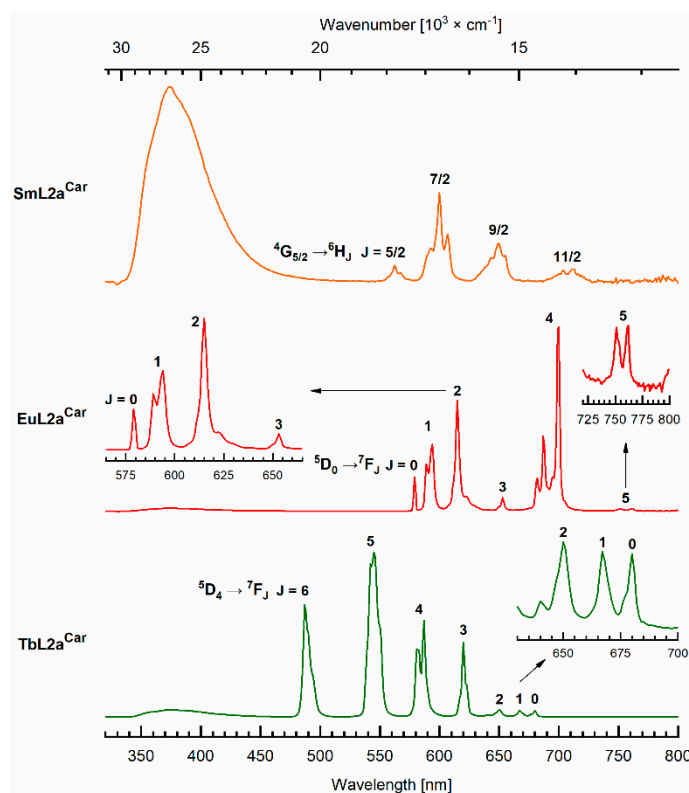 Wavenumber [10³ × cm⁻¹]
30 25 20 15
SmL2a^Car
7/2
⁴G₅/₂→⁶H_J J = 5/2
9/2
11/2
EuL2a^Car
J = 0
1
2
3
575 600 625 650
⁵D₀→⁷F_J J = 0
1
2
3
4
5
5
725 750 775 800
TbL2a^Car
⁵D₄ → ⁷F_J J = 6
5
4
3
2 1 0
2 1 0
650 675 700
350 400 450 500 550 600 650 700 750 800
Wavelength [nm]